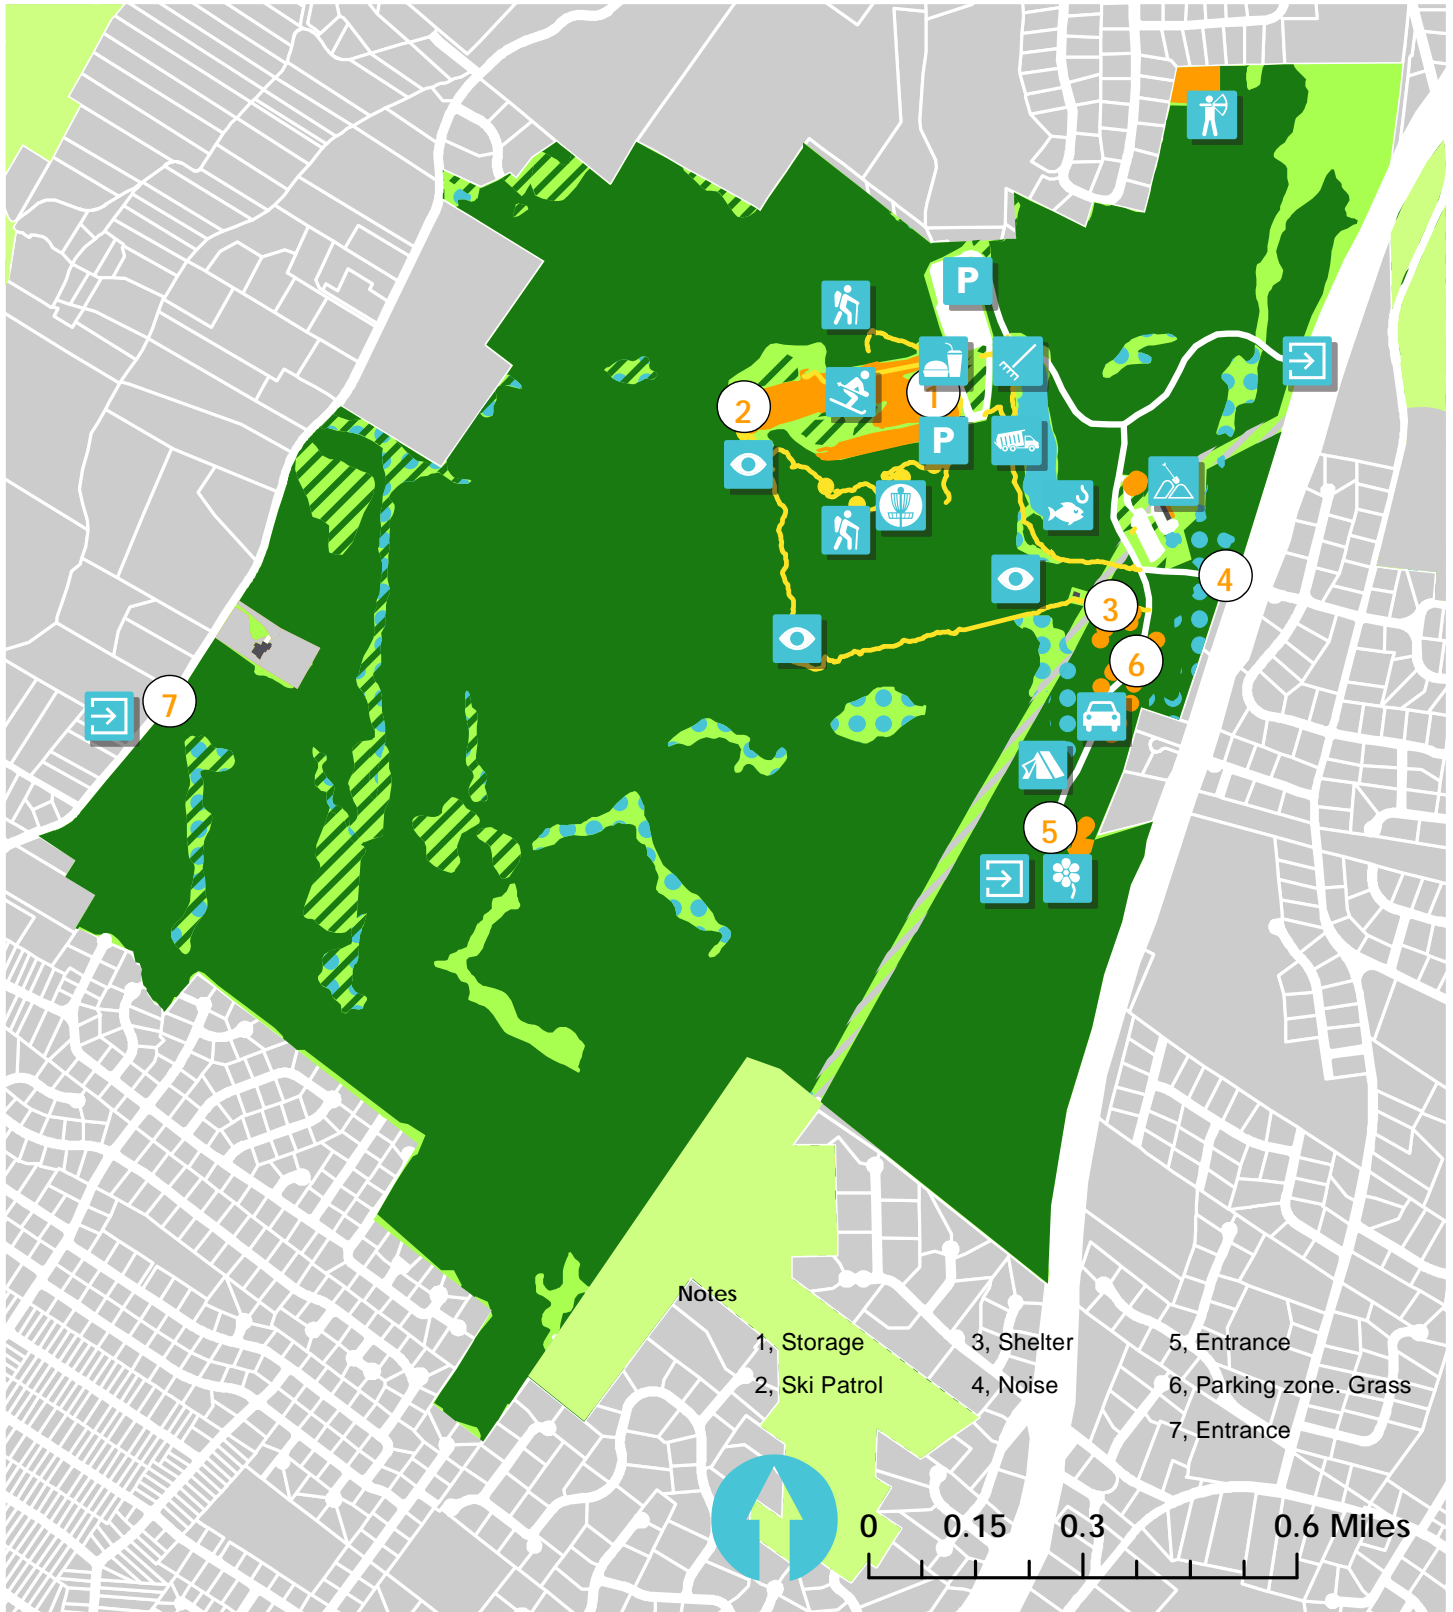 P
1
2
P
4
3
6
7
5
Notes
1, Storage
3, Shelter
5, Entrance
2, Ski Patrol
4, Noise
6, Parking zone. Grass
7, Entrance
0 0.15 0.3 0.6 Miles